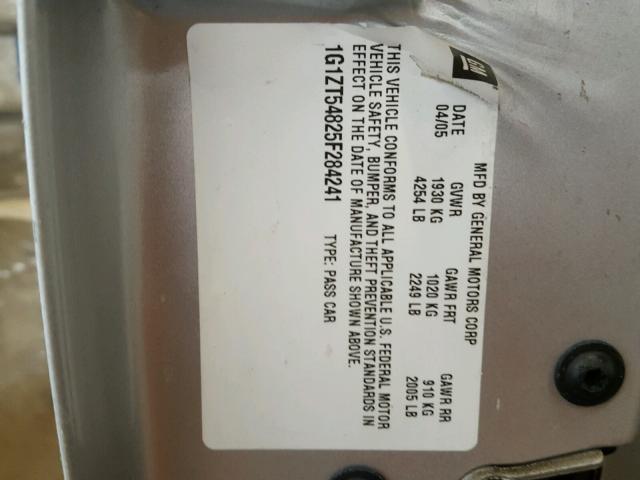 GM
MFD BY GENERAL MOTORS CORP
DATE GVWR GAWR FRT GAWR RR
04/05 1930 KG 1020 KG 910 KG
4254 LB 2249 LB 2005 LB
THIS VEHICLE CONFORMS TO ALL APPLICABLE U.S. FEDERAL MOTOR
VEHICLE SAFETY, BUMPER, AND THEFT PREVENTION STANDARDS IN
EFFECT ON THE DATE OF MANUFACTURE SHOWN ABOVE.
1G1ZT54825F284241 TYPE: PASS CAR